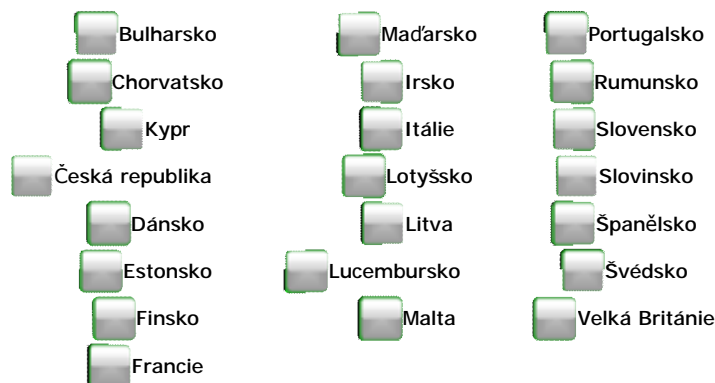 Bulharsko
Chorvatsko
Kypr
Česká republika
Dánsko
Estonsko
Finsko
Francie
Maďarsko
Irsko
Itálie
Lotyšsko
Litva
Lucembursko
Malta
Portugalsko
Rumunsko
Slovensko
Slovinsko
Španělsko
Švédsko
Velká Británie